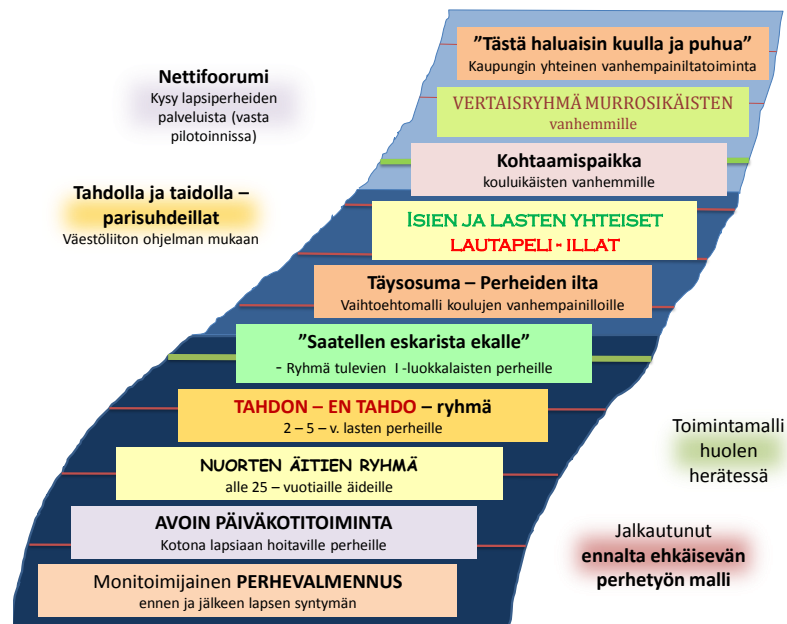 ”Tästä haluaisin kuulla ja puhua”
Kaupungin yhteinen vanhempainiltatoiminta
Nettifoorumi
Kysy lapsiperheiden
palveluista (vasta
pilotoinnissa)
VERTAISRYHMÄ MURROSIKÄISTEN
vanhemmille
Kohtaamispaikka
kouluikäisten vanhemmille
Tahdolla ja taidolla –
parisuhdeillat
Väestöliiton ohjelman mukaan
ISIEN JA LASTEN YHTEISET
LAUTAPELI - ILLAT
Täysosuma – Perheiden ilta
Vaihtoehtomalli koulujen vanhempainilloille
”Saatellen eskarista ekalle”
- Ryhmä tulevien I -luokkalaisten perheille
TAHDON – EN TAHDO – ryhmä
2 – 5 – v. lasten perheille
Toimintamalli
huolen
herätessä
NUORTEN ÄITIEN RYHMÄ
alle 25 – vuotiaille äideille
AVOIN PÄIVÄKOTITOIMINTA
Kotona lapsiaan hoitaville perheille
Jalkautunut
ennalta ehkäisevän
perhetyön malli
Monitoimijainen PERHEVALMENNUS
ennen ja jälkeen lapsen syntymän